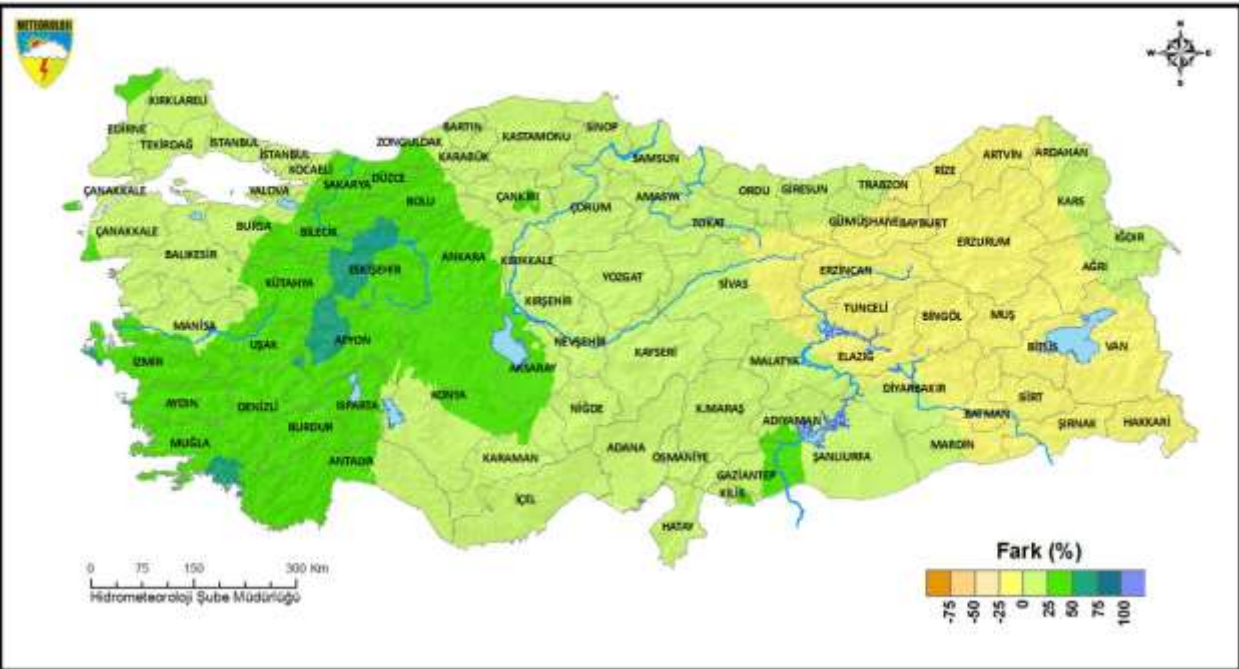 METEOROLOJİ
N
W E
S
KIRKLARELİ
EDİRNE
TEKİRDAĞ
İSTANBUL
İSTANBUL
KOCAELİ
YALOVA
ÇANAKKALE
ÇANAKKALE
BALIKESİR
BURSA
BİLECİK
SAKARYA
DÜZCE
ZONGULDAK
BARTIN
KARABÜK
KASTAMONU
SİNOP
BOLU
ÇANKIRI
ÇORUM
SAMSUN
AMASYA
TOKAT
ORDU
GİRESUN
TRABZON
RİZE
ARTVİN
ARDAHAN
KARS
GÜMÜŞHANE
BAYBURT
ERZURUM
IĞDIR
AĞRI
ESKİŞEHİR
ANKARA
KIRIKKALE
YOZGAT
SİVAS
ERZİNCAN
TUNCELİ
BİNGÖL
MUŞ
KÜTAHYA
KIRŞEHİR
MANİSA
UŞAK
AFYON
NEVŞEHİR
KAYSERİ
MALATYA
ELAZIĞ
BİTLİS
VAN
İZMİR
AKSARAY
DİYARBAKIR
SİİRT
AYDIN
DENİZLİ
ISPARTA
KONYA
NİĞDE
K.MARAŞ
ADIYAMAN
BATMAN
ŞIRNAK
HAKKARİ
BURDUR
MUĞLA
ANTALYA
KARAMAN
ADANA
OSMANİYE
ŞANLIURFA
MARDİN
GAZİANTEP
KİLİS
İÇEL
HATAY
0 75 150 300 Km
Hidrometeoroloji Şube Müdürlüğü
Fark (%)
-75 -50 -25 0 25 50 75 100